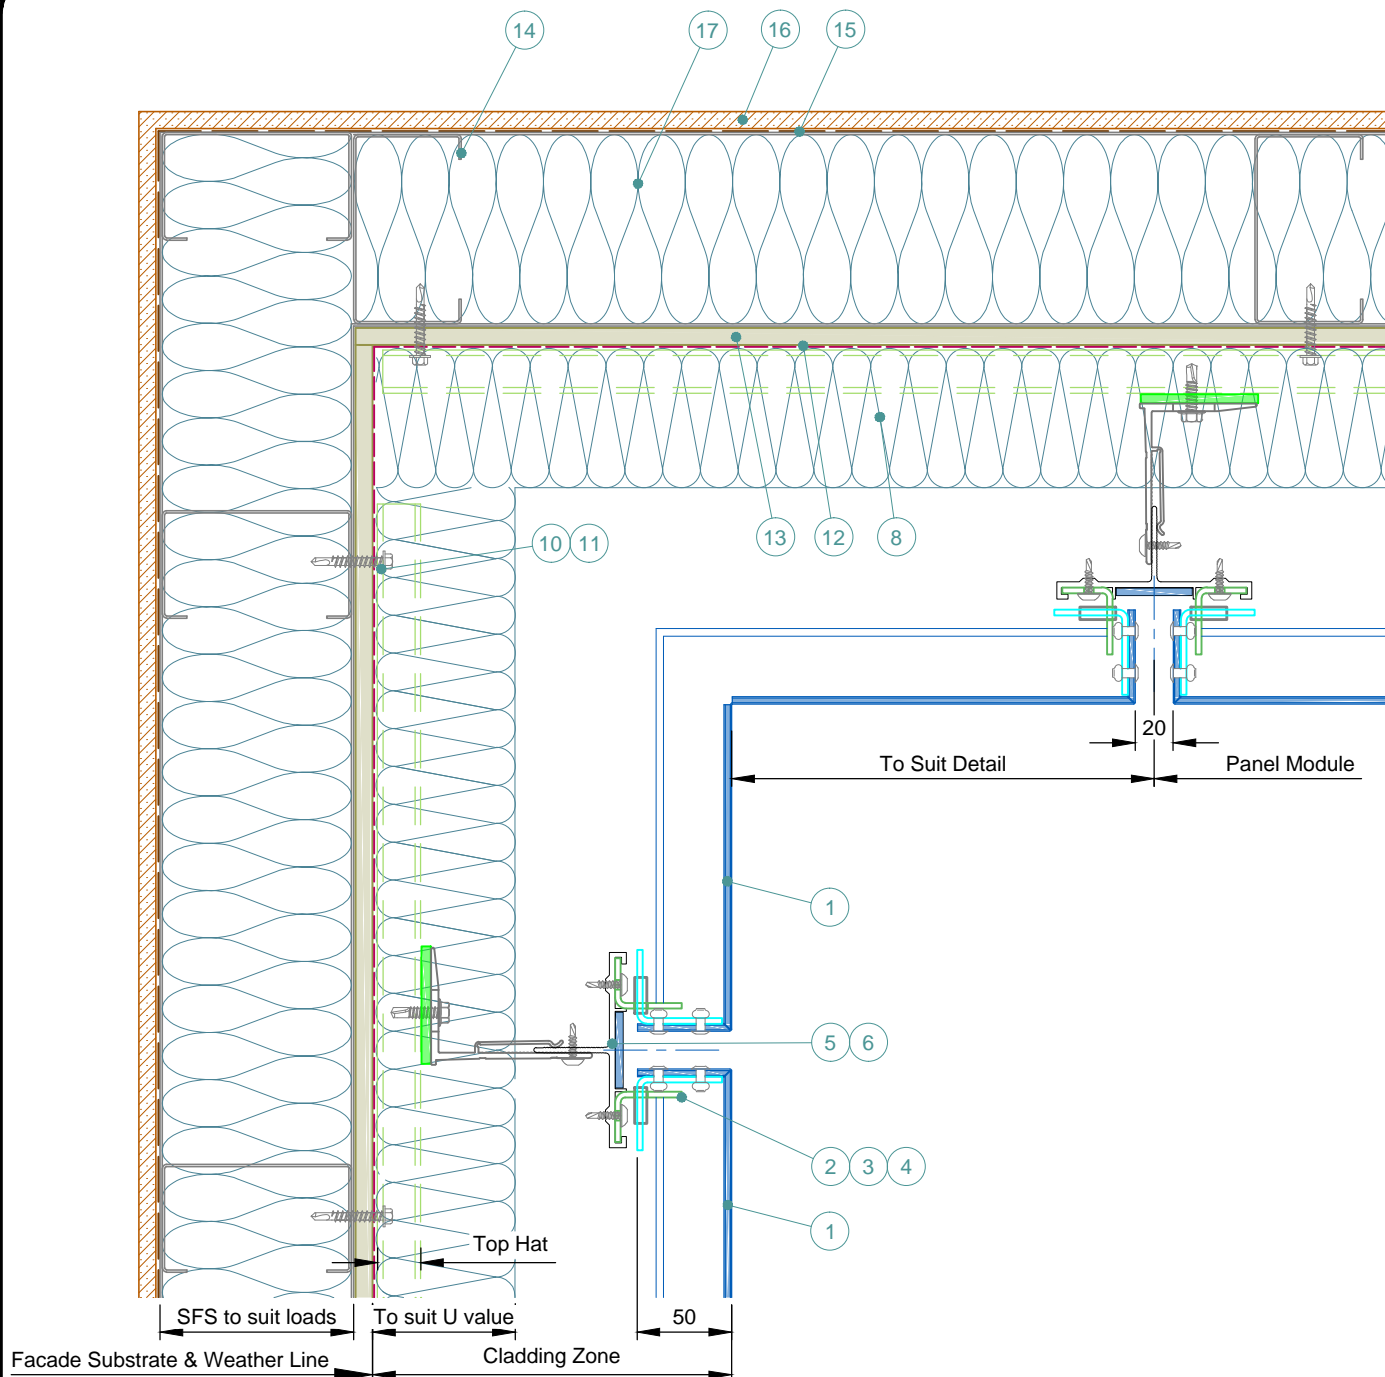 14 17 16 15
10 11 13 12 8
20
To Suit Detail Panel Module
1
5 6
2 3 4
1
Top Hat
SFS to suit loads To suit U value 50
Facade Substrate & Weather Line Cladding Zone